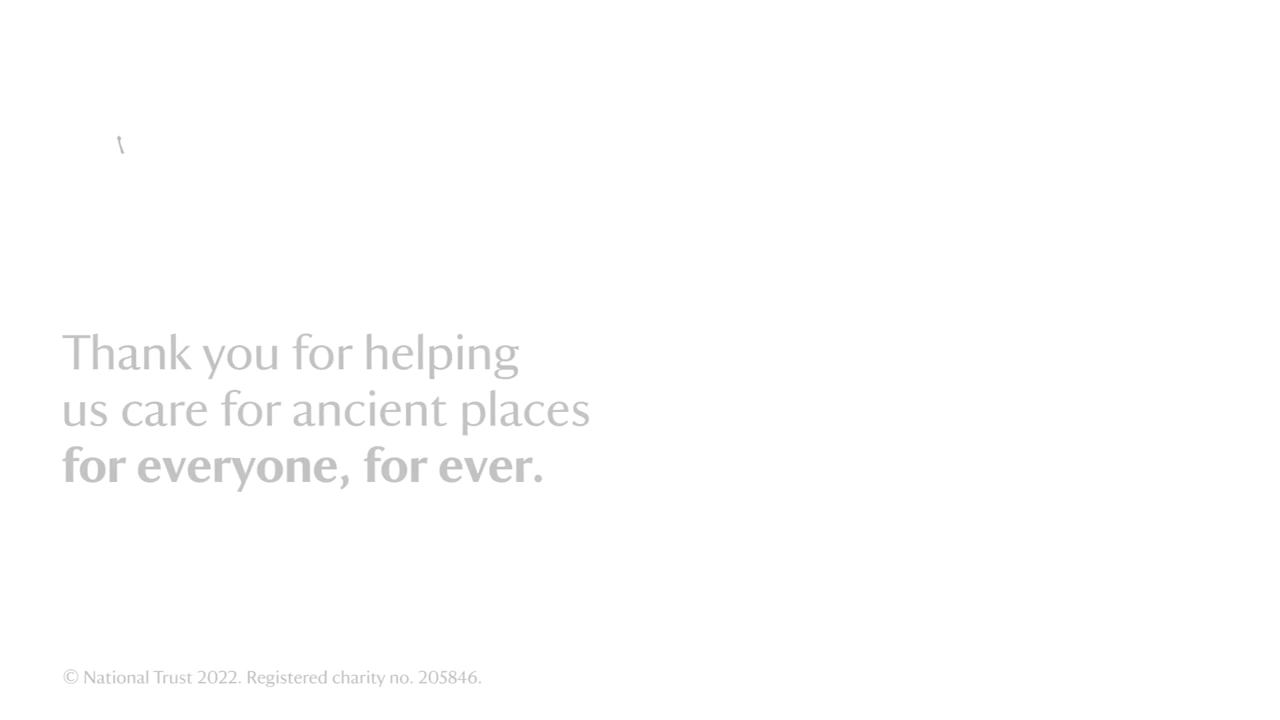 Thank you for helping
us care for ancient places
for everyone, for ever.
© National Trust 2022. Registered charity no. 205846.